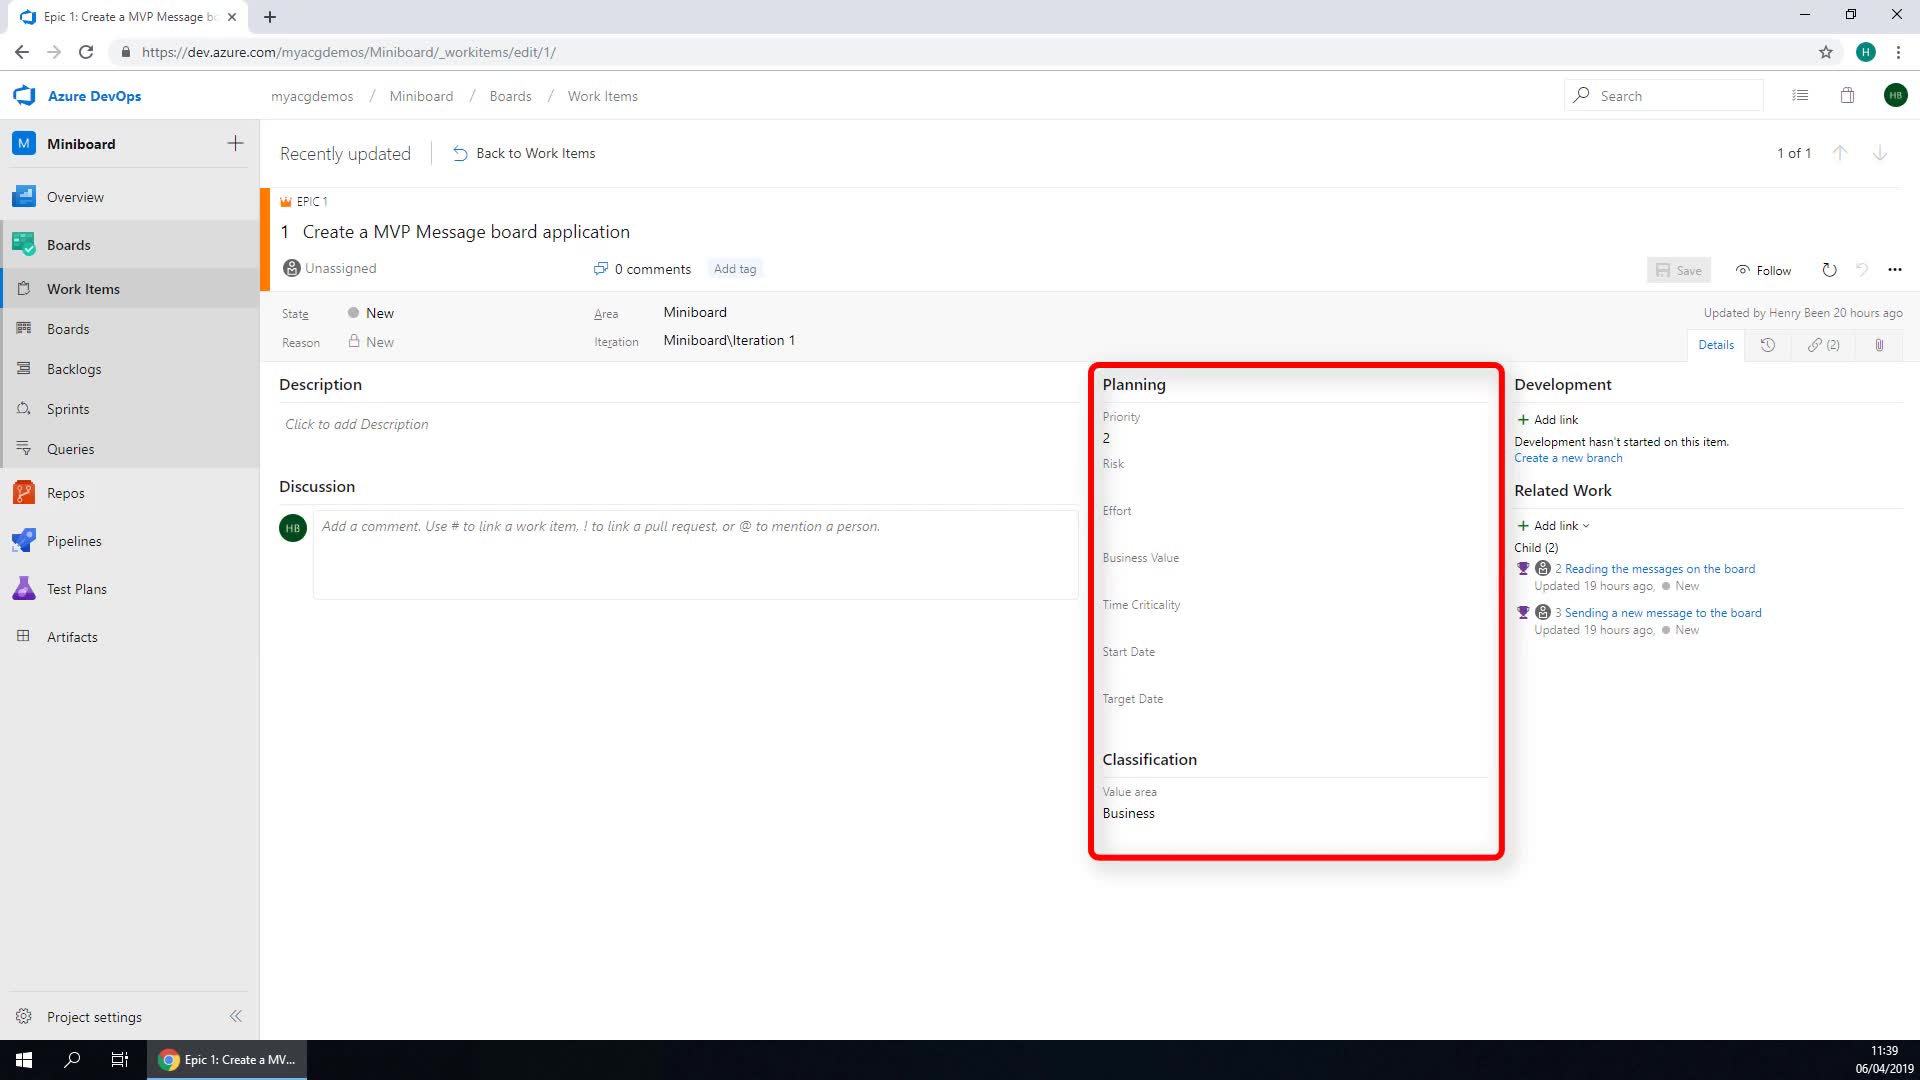 Epic 1: Create a MVP Message bo
https://dev.azure.com/myacgdemos/Miniboard/_workitems/edit/1/
H
Azure DevOps
myacgdemos / Miniboard / Boards / Work Items
Search
HB
M Miniboard
Recently updated
Back to Work Items
1 of 1
Overview
Boards
Work Items
Boards
Backlogs
Sprints
Queries
Repos
Pipelines
Test Plans
Artifacts
Project settings
EPIC 1
1 Create a MVP Message board application
Unassigned
0 comments
Add tag
Save
Follow
State
New
Area
Miniboard
Updated by Henry Been 20 hours ago
Reason
New
Iteration
Miniboard\Iteration 1
Details
(2)
Description
Click to add Description
Discussion
HB
Add a comment. Use # to link a work item, ! to link a pull request, or @ to mention a person.
Planning
Priority
2
Risk
Effort
Business Value
Time Criticality
Start Date
Target Date
Classification
Value area
Business
Development
Add link
Development hasn't started on this item.
Create a new branch
Related Work
Add link
Child (2)
2 Reading the messages on the board
Updated 19 hours ago, New
3 Sending a new message to the board
Updated 19 hours ago, New
Epic 1: Create a MV...
11:39
06/04/2019